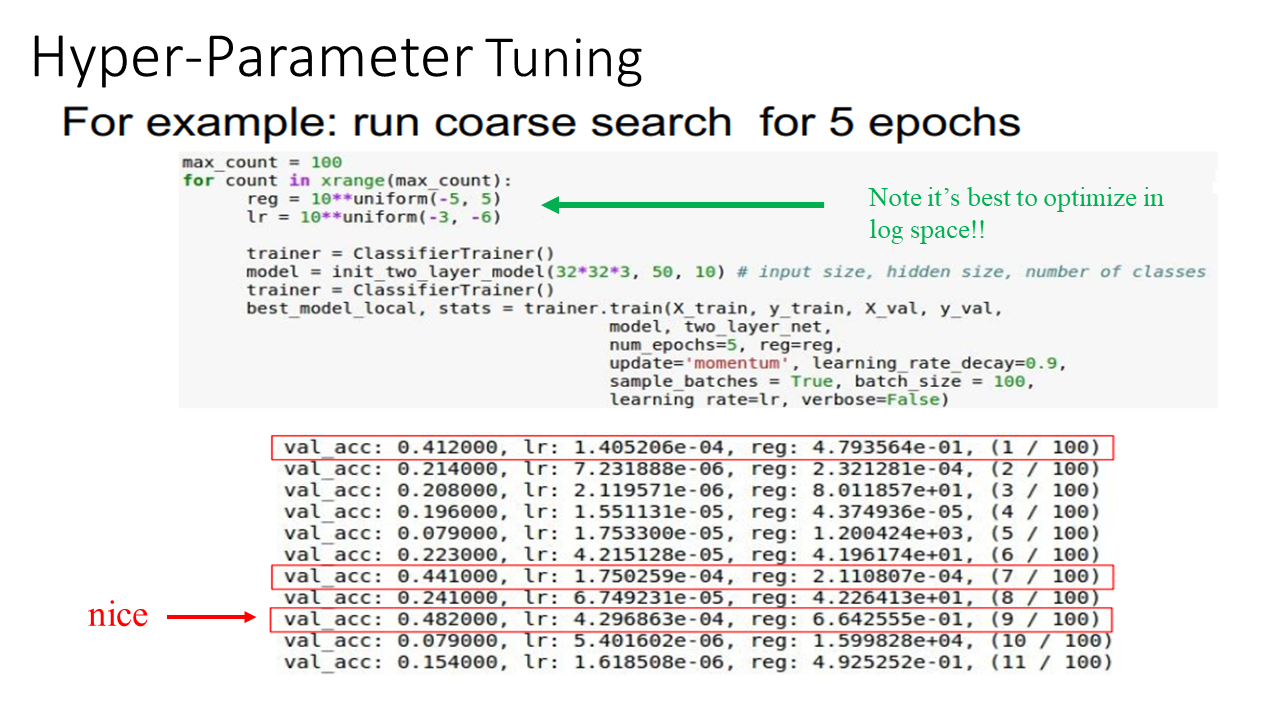 Hyper-Parameter Tuning
For example: run coarse search for 5 epochs
max_count = 100
for count in xrange(max_count):
reg = 10**uniform(-5, 5)
lr = 10**uniform(-3, -6)
Note it's best to optimize in
log space!!
trainer = ClassifierTrainer()
model = init_two_layer_model(32*32*3, 50, 10) # input size, hidden size, number of classes
trainer = ClassifierTrainer()
best_model_local, stats = trainer.train(X_train, y_train, X_val, y_val,
model, two_layer_net,
num_epochs=5, reg=reg,
update='momentum', learning_rate_decay=0.9,
sample_batches = True, batch_size = 100,
learning_rate=lr, verbose=False)
val_acc: 0.412000, lr: 1.405206e-04, reg: 4.793564e-01, (1 / 100)
val_acc: 0.214000, lr: 7.231888e-06, reg: 2.321281e-04, (2 / 100)
val_acc: 0.208000, lr: 2.119571e-06, reg: 8.011857e+01, (3 / 100)
val_acc: 0.196000, lr: 1.551131e-05, reg: 4.374936e-05, (4 / 100)
val_acc: 0.079000, lr: 1.753300e-05, reg: 1.200424e+03, (5 / 100)
val_acc: 0.223000, lr: 4.215128e-05, reg: 4.196174e+01, (6 / 100)
val_acc: 0.441000, lr: 1.750259e-04, reg: 2.110807e-04, (7 / 100)
val_acc: 0.241000, lr: 6.749231e-05, reg: 4.226413e+01, (8 / 100)
nice
val_acc: 0.482000, lr: 4.296863e-04, reg: 6.642555e-01, (9 / 100)
val_acc: 0.079000, lr: 5.401602e-06, reg: 1.599828e+04, (10 / 100)
val_acc: 0.154000, lr: 1.618508e-06, reg: 4.925252e-01, (11 / 100)